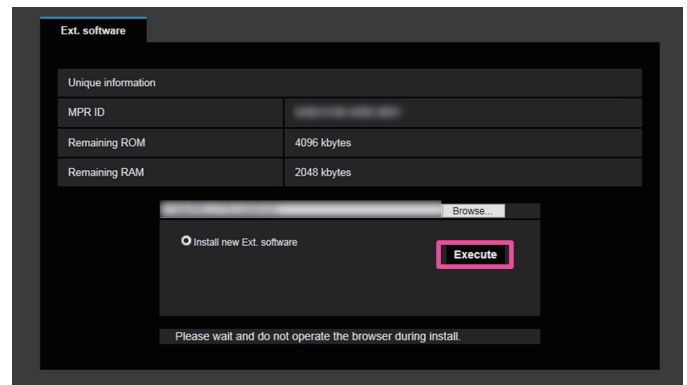 Ext. software
Unique information
MPR ID
Remaining ROM 4096 kbytes
Remaining RAM 2048 kbytes
Browse...
Install new Ext. software
Execute
Please wait and do not operate the browser during install.